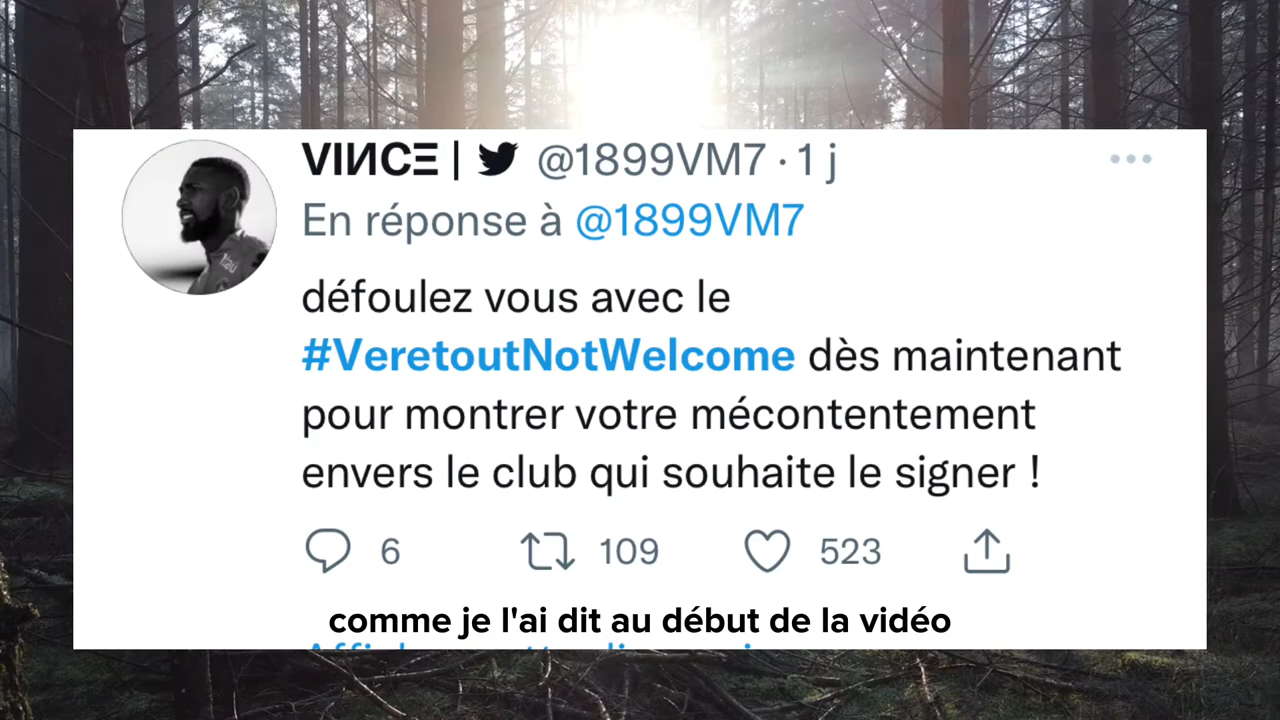 VIИCΞ | @1899VM7 · 1 j
En réponse à @1899VM7
défoulez vous avec le
#VeretoutNotWelcome dès maintenant
pour montrer votre mécontentement
envers le club qui souhaite le signer !
6 109 523
comme je l'ai dit au début de la vidéo